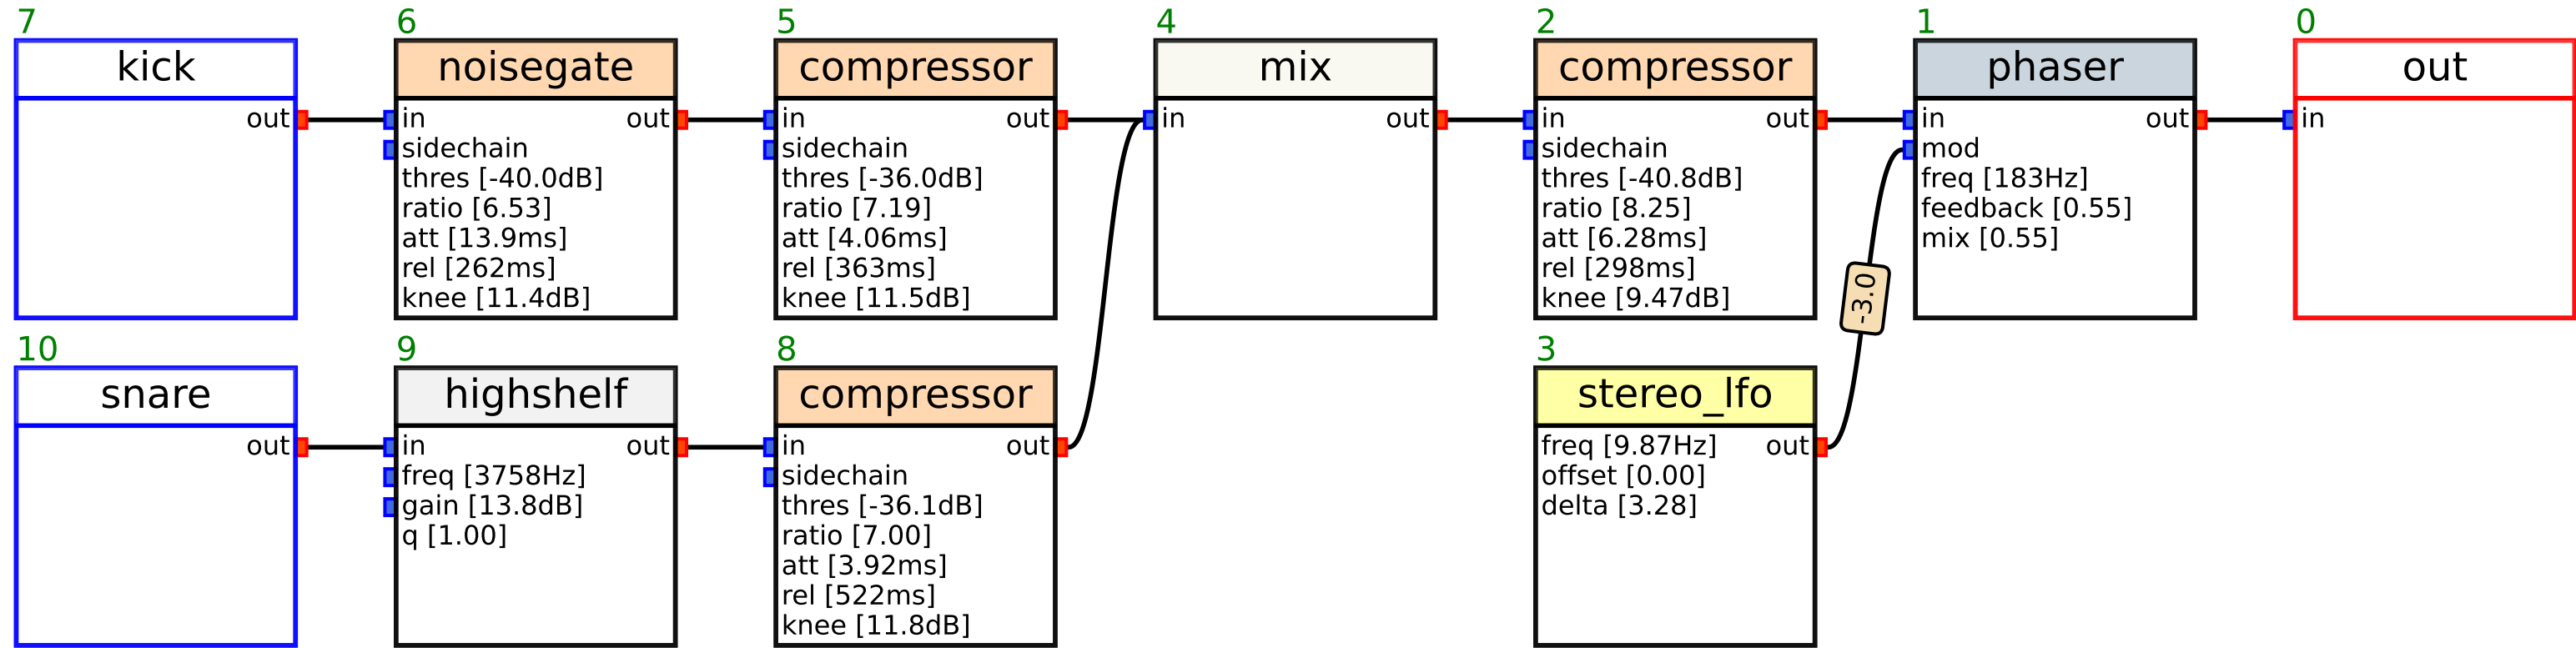 7
kick
out
6
noisegate
in out
sidechain
thres [-40.0dB]
ratio [6.53]
att [13.9ms]
rel [262ms]
knee [11.4dB]
5
compressor
in out
sidechain
thres [-36.0dB]
ratio [7.19]
att [4.06ms]
rel [363ms]
knee [11.5dB]
4
mix
in out
2
compressor
in out
sidechain
thres [-40.8dB]
ratio [8.25]
att [6.28ms]
rel [298ms]
knee [9.47dB]
1
phaser
in out
mod
freq [183Hz]
feedback [0.55]
mix [0.55]
0
out
in
-3.0
10
snare
out
9
highshelf
in out
freq [3758Hz]
gain [13.8dB]
q [1.00]
8
compressor
in out
sidechain
thres [-36.1dB]
ratio [7.00]
att [3.92ms]
rel [522ms]
knee [11.8dB]
3
stereo_lfo
freq [9.87Hz] out
offset [0.00]
delta [3.28]